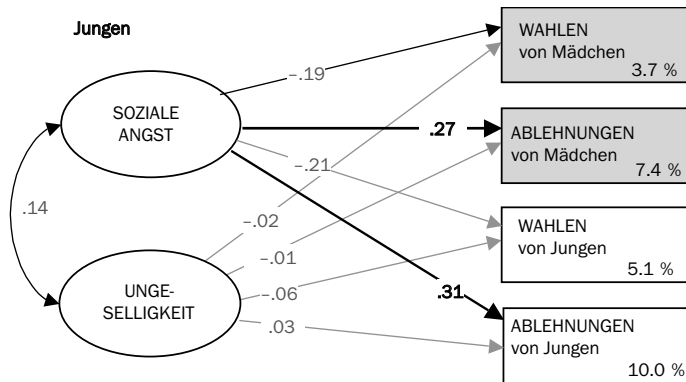 Jungen
WAHLEN
von Mädchen
3.7 %
–.19
SOZIALE
ANGST
.27
ABLEHNUNGEN
von Mädchen
7.4 %
–.21
.14
–.02
WAHLEN
von Jungen
5.1 %
–.01
UNGE-
SELLIGKEIT
–.06
.31
.03
ABLEHNUNGEN
von Jungen
10.0 %